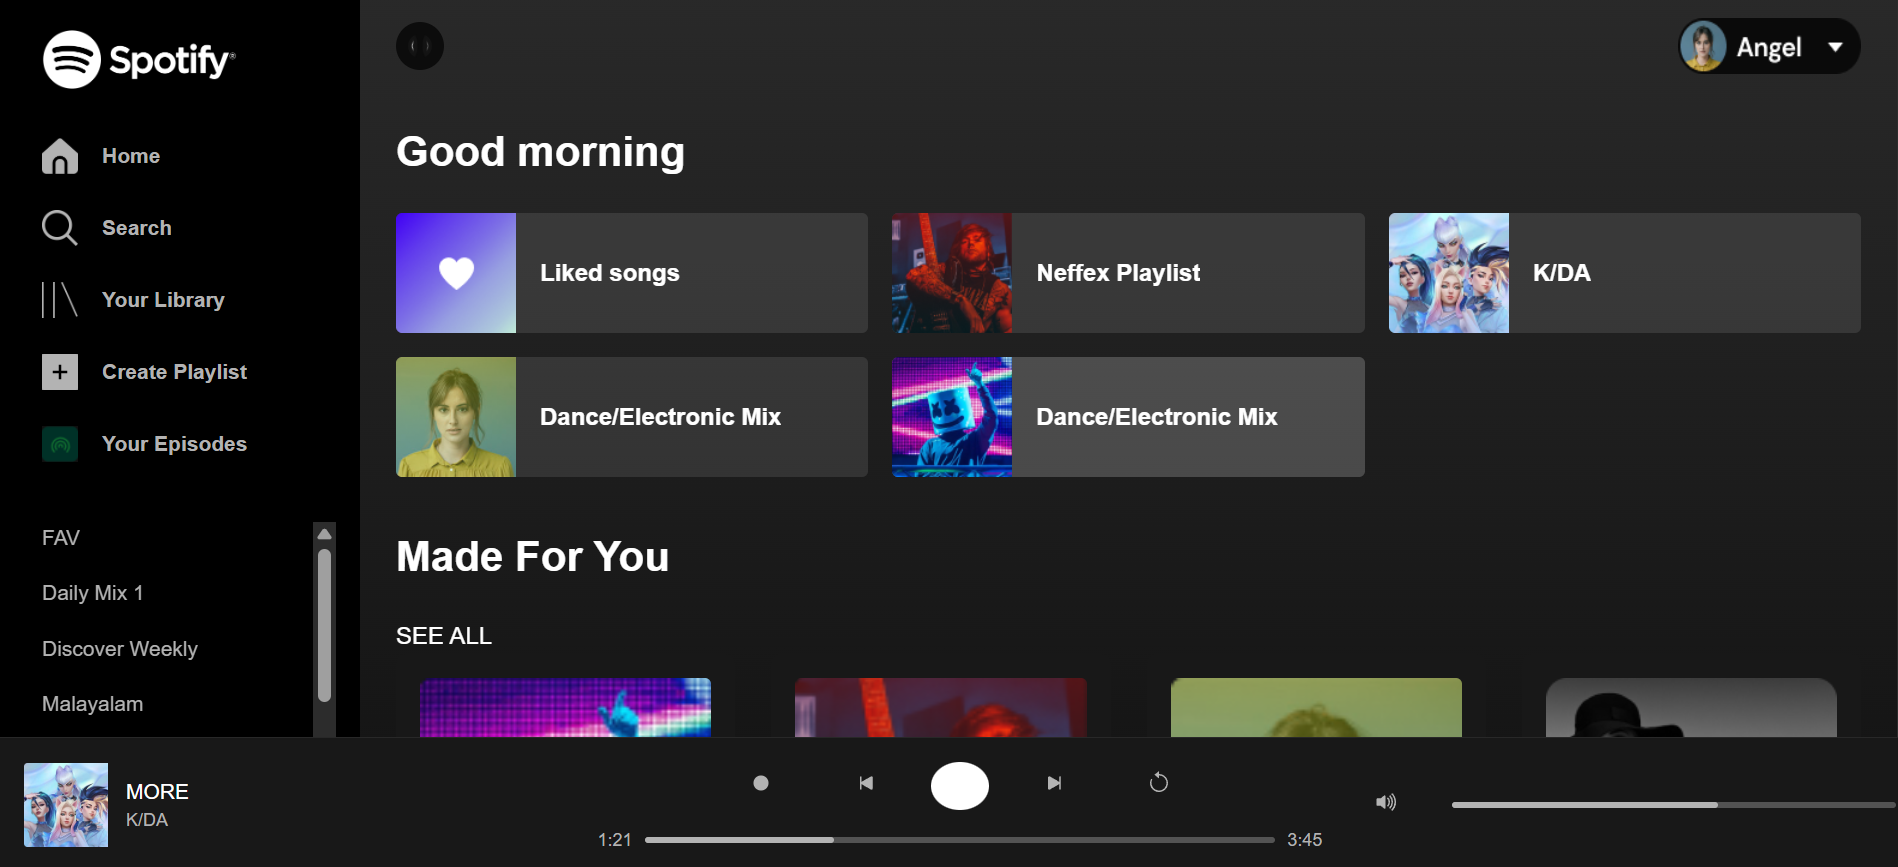 Spotify®
Home
Search
Your Library
Create Playlist
Your Episodes
FAV
Daily Mix 1
Discover Weekly
Malayalam
Angel
Good morning
Liked songs
Neffex Playlist
K/DA
Dance/Electronic Mix
Dance/Electronic Mix
Made For You
SEE ALL
MORE
K/DA
1:21
3:45